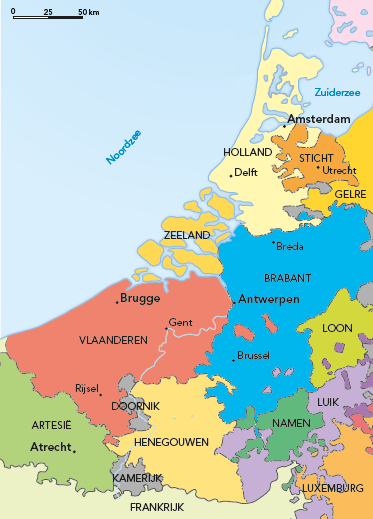 0 25 50 km
Zuiderzee
Noordzee
Amsterdam
HOLLAND
STICHT
Utrecht
Delft
GELRE
ZEELAND
Breda
BRABANT
Brugge
Antwerpen
Gent
LOON
VLAANDEREN
Brussel
Rijsel
DOORNIK
LUIK
ARTESIË
NAMEN
Atrecht
HENEGOUWEN
KAMERIJK
LUXEMBURG
FRANKRIJK